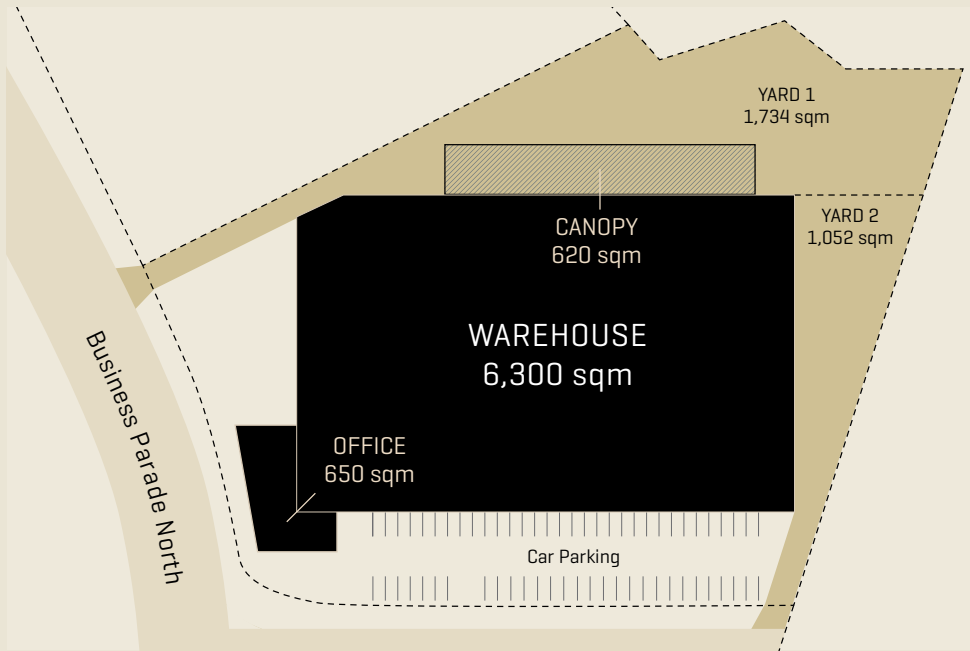 YARD 1
1,734 sqm
YARD 2
1,052 sqm
CANOPY
620 sqm
WAREHOUSE
6,300 sqm
OFFICE
650 sqm
Business Parade North
Car Parking